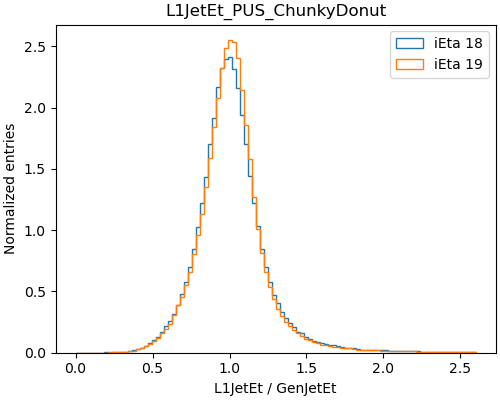 L1JetEt_PUS_ChunkyDonut
iEta 18
iEta 19
Normalized entries
2.5
2.0
1.5
1.0
0.5
0.0
0.0 0.5 1.0 1.5 2.0 2.5
L1JetEt / GenJetEt